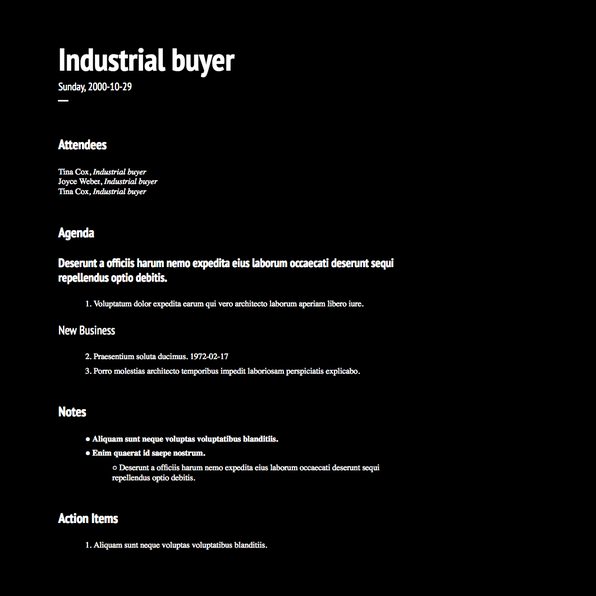 Industrial buyer
Sunday, 2000-10-29
—
Attendees
Tina Cox, Industrial buyer
Joyce Weber, Industrial buyer
Tina Cox, Industrial buyer
Agenda
Deserunt a officiis harum nemo expedita eius laborum occaecati deserunt sequi
repellendus optio debitis.
1. Voluptatum dolor expedita earum qui vero architecto laborum aperiam libero iure.
New Business
2. Praesentium soluta ducimus. 1972-02-17
3. Porro molestias architecto temporibus impedit laboriosam perspiciatis explicabo.
Notes
● Aliquam sunt neque voluptas voluptatibus blanditiis.
● Enim quaerat id saepe nostrum.
○ Deserunt a officiis harum nemo expedita eius laborum occaecati deserunt sequi
repellendus optio debitis.
Action Items
1. Aliquam sunt neque voluptas voluptatibus blanditiis.